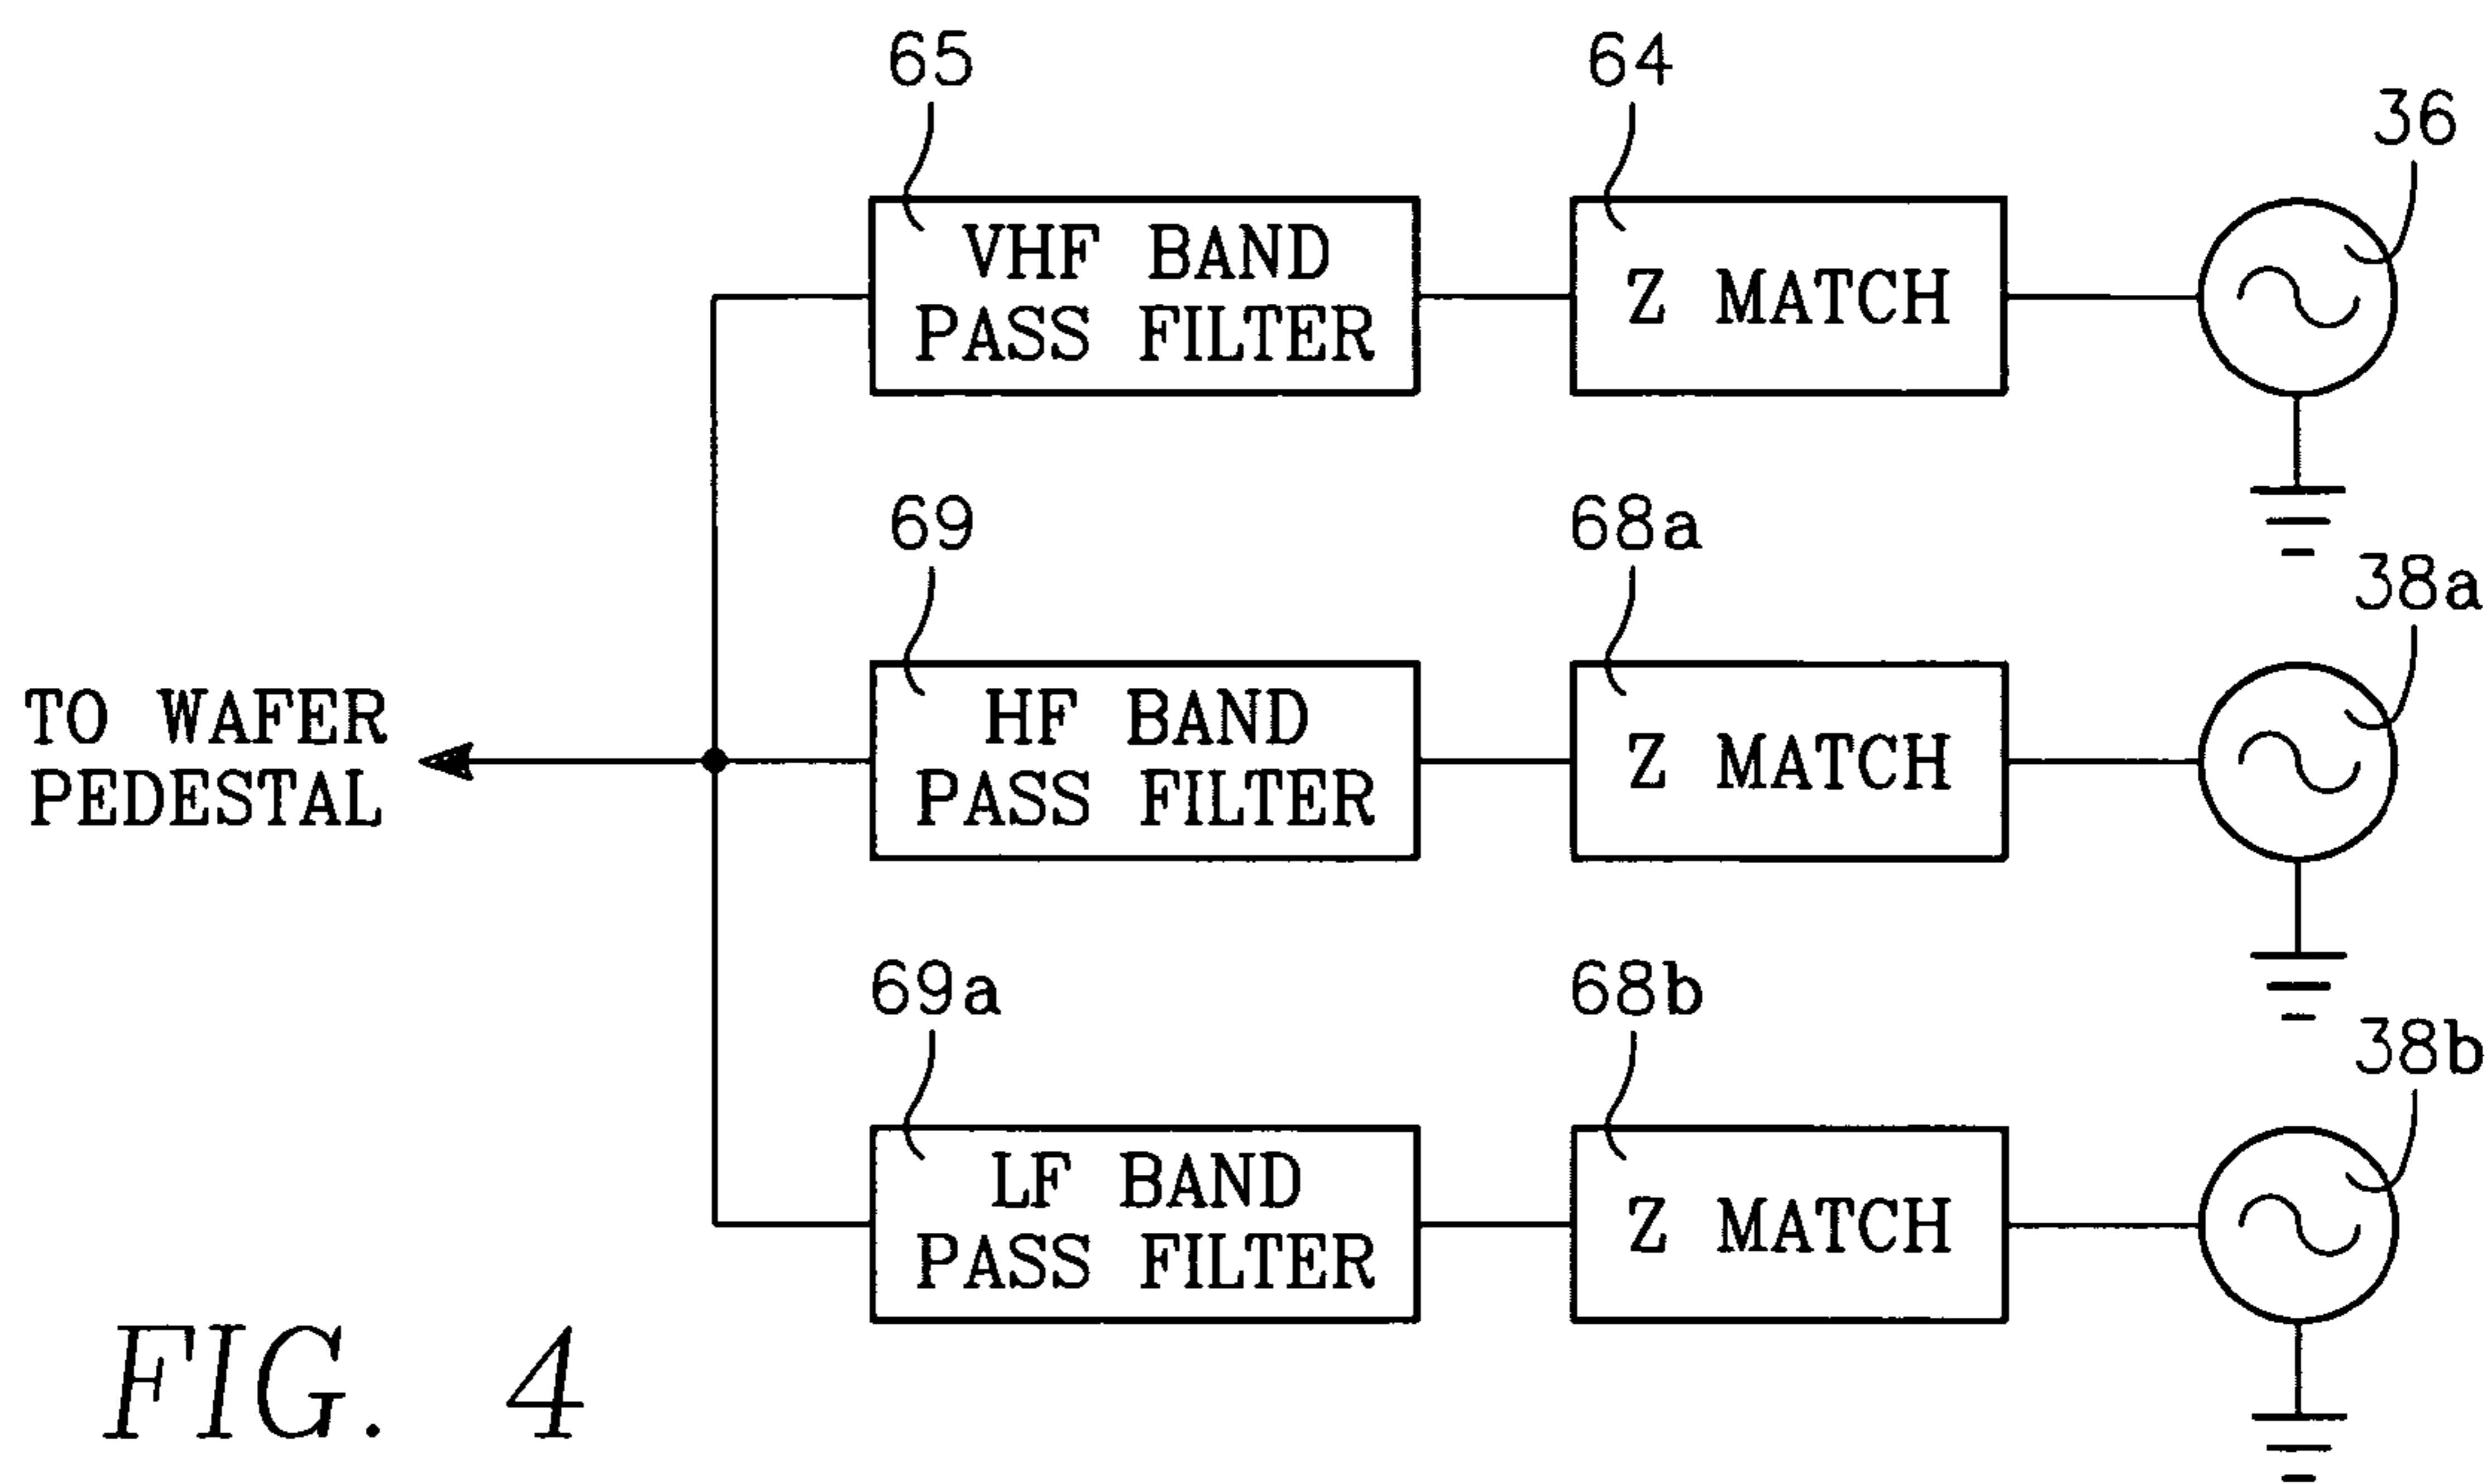 65
64
36
VHF BAND
PASS FILTER
Z MATCH
69
68a
38a
TO WAFER
PEDESTAL
HF BAND
PASS FILTER
Z MATCH
69a
68b
38b
LF BAND
PASS FILTER
Z MATCH
FIG. 4